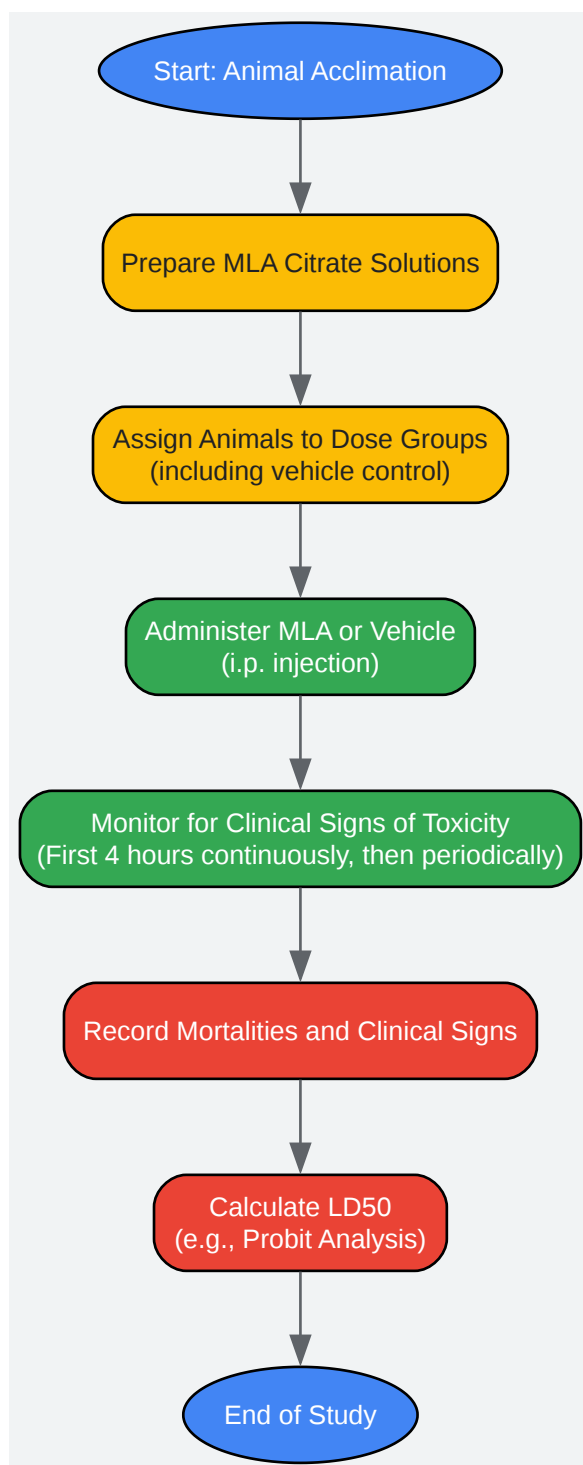 Start: Animal Acclimation
Prepare MLA Citrate Solutions
Assign Animals to Dose Groups
(including vehicle control)
Administer MLA or Vehicle
(i.p. injection)
Monitor for Clinical Signs of Toxicity
(First 4 hours continuously, then periodically)
Record Mortalities and Clinical Signs
Calculate LD50
(e.g., Probit Analysis)
End of Study